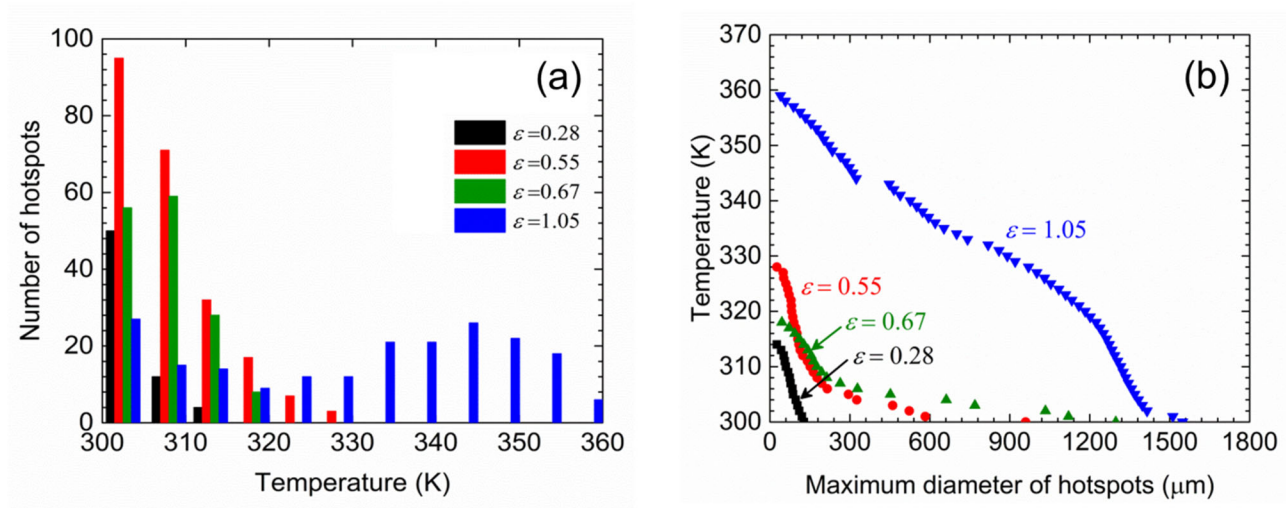 100
80
60
40
20
0
Number of hotspots
(a)
ε=0.28
ε=0.55
ε=0.67
ε=1.05
300 310 320 330 340 350 360
Temperature (K)
370
360
350
340
330
320
310
300
Temperature (K)
(b)
ε = 1.05
ε = 0.55
ε = 0.67
ε = 0.28
0 300 600 900 1200 1500 1800
Maximum diameter of hotspots (μm)